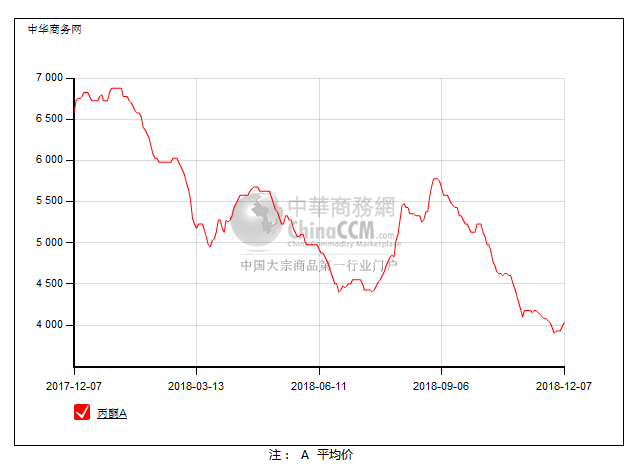 中华商务网
7 000
6 500
6 000
5 500
5 000
4 500
4 000
中華商務網
ChinaCCM.com
China Commodity Marketplace
中国大宗商品第一行业门户
2017-12-07 2018-03-13 2018-06-11 2018-09-06 2018-12-07
丙酮A
注： A 平均价